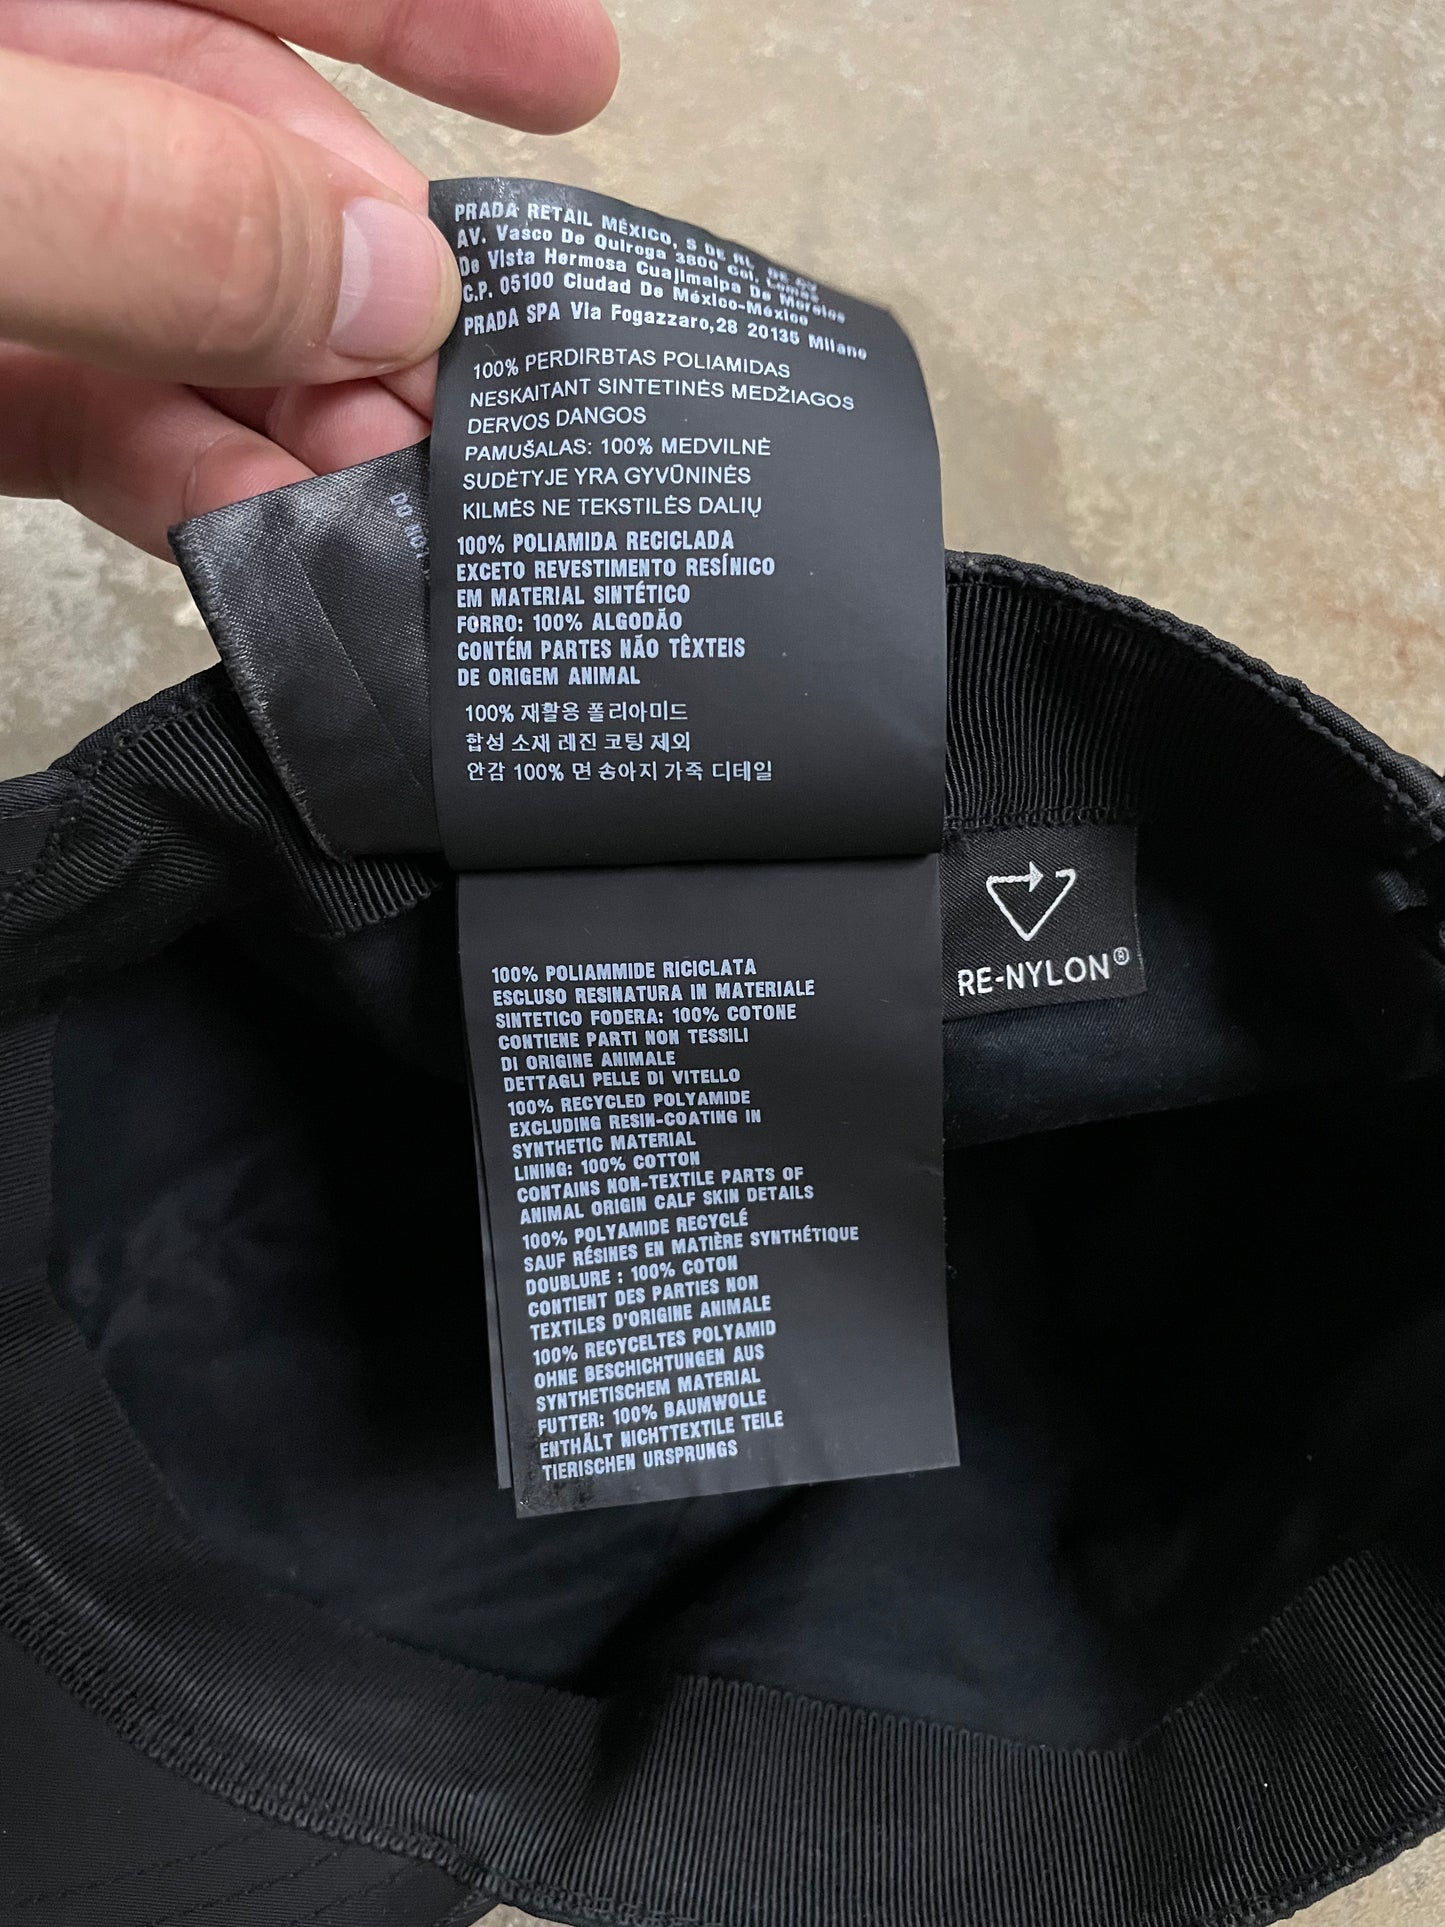 PRADA RETAIL MÉXICO, S DE RL DE CV
AV. Vasco De Quiroga 3800 Col. Lomas
De Vista Hermosa Cuajimalpa De Morelos
C.P. 05100 Ciudad De México-México
PRADA SPA Via Fogazzaro,28 20135 Milano
100% PERDIRBTAS POLIAMIDAS
NESKAITANT SINTETINĖS MEDŽIAGOS
DERVOS DANGOS
PAMUŠALAS: 100% MEDVILNĖ
SUDĖTYJE YRA GYVŪNINĖS
KILMĖS NE TEKSTILĖS DALIŲ
100% POLIAMIDA RECICLADA
EXCETO REVESTIMENTO RESÍNICO
EM MATERIAL SINTÉTICO
FORRO: 100% ALGODÃO
CONTÉM PARTES NÃO TÊXTEIS
DE ORIGEM ANIMAL
100% 재활용 폴리아미드
합성 소재 레진 코팅 제외
안감 100% 면 송아지 가죽 디테일
DO NOT
RE-NYLON®
100% POLIAMMIDE RICICLATA
ESCLUSO RESINATURA IN MATERIALE
SINTETICO FODERA: 100% COTONE
CONTIENE PARTI NON TESSILI
DI ORIGINE ANIMALE
DETTAGLI PELLE DI VITELLO
100% RECYCLED POLYAMIDE
EXCLUDING RESIN-COATING IN
SYNTHETIC MATERIAL
LINING: 100% COTTON
CONTAINS NON-TEXTILE PARTS OF
ANIMAL ORIGIN CALF SKIN DETAILS
100% POLYAMIDE RECYCLÉ
SAUF RÉSINES EN MATIÈRE SYNTHÉTIQUE
DOUBLURE : 100% COTON
CONTIENT DES PARTIES NON
TEXTILES D'ORIGINE ANIMALE
100% RECYCELTES POLYAMID
OHNE BESCHICHTUNGEN AUS
SYNTHETISCHEM MATERIAL
FUTTER: 100% BAUMWOLLE
ENTHÄLT NICHTTEXTILE TEILE
TIERISCHEN URSPRUNGS